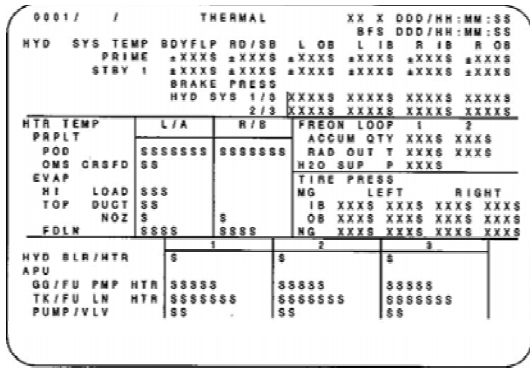 0001/ / THERMAL XX X DDD/HH:MM:SS
BFS DDD/HH:MM:SS
HYD SYS TEMP BDYFLP RD/SB L OB L IB R IB R OB
PRIME ±XXXS ±XXXS ±XXXS ±XXXS ±XXXS ±XXXS
STBY 1 ±XXXS ±XXXS ±XXXS ±XXXS ±XXXS ±XXXS
BRAKE PRESS
HYD SYS 1/3 XXXXS XXXXS XXXXS XXXXS
2/3 XXXXS XXXXS XXXXS XXXXS
HTR TEMP L/A R/B FREON LOOP 1 2
PRPLT ACCUM QTY XXXS XXXS
POD SSSSSSS SSSSSSS RAD OUT T XXXS XXXS
OMS CRSFD SS H2O SUP P XXXS
EVAP TIRE PRESS
HI LOAD SSS MG LEFT RIGHT
TOP DUCT SS IB XXXS XXXS XXXS XXXS
NOZ S S OB XXXS XXXS XXXS XXXS
FDLN SSSS SSSS NG XXXS XXXS XXXS XXXS
1 2 3
HYD BLR/HTR S S S
APU
GG/FU PMP HTR SSSSS SSSSS SSSSS
TK/FU LN HTR SSSSSSS SSSSSSS SSSSSSS
PUMP/VLV SS SS SS